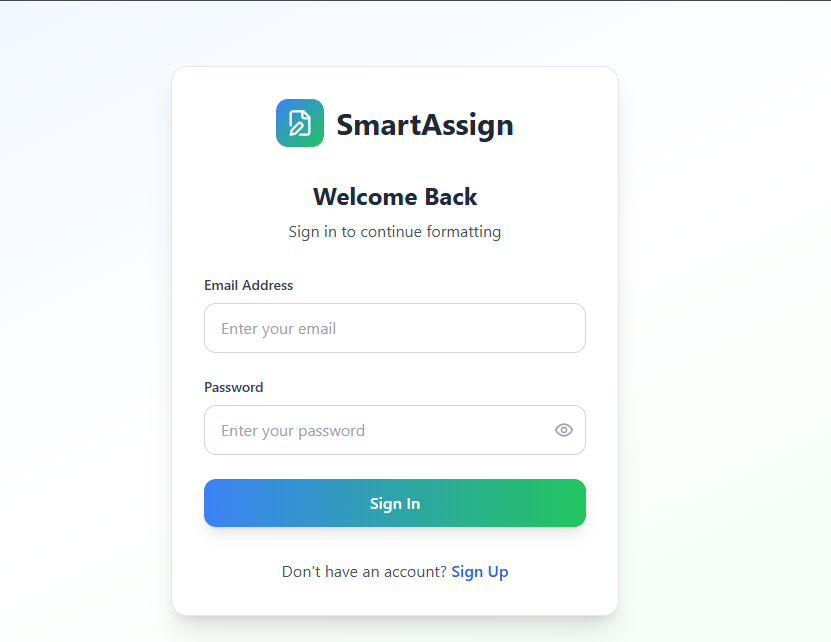 SmartAssign
Welcome Back
Sign in to continue formatting
Email Address
Enter your email
Password
Enter your password
Sign In
Don't have an account? Sign Up